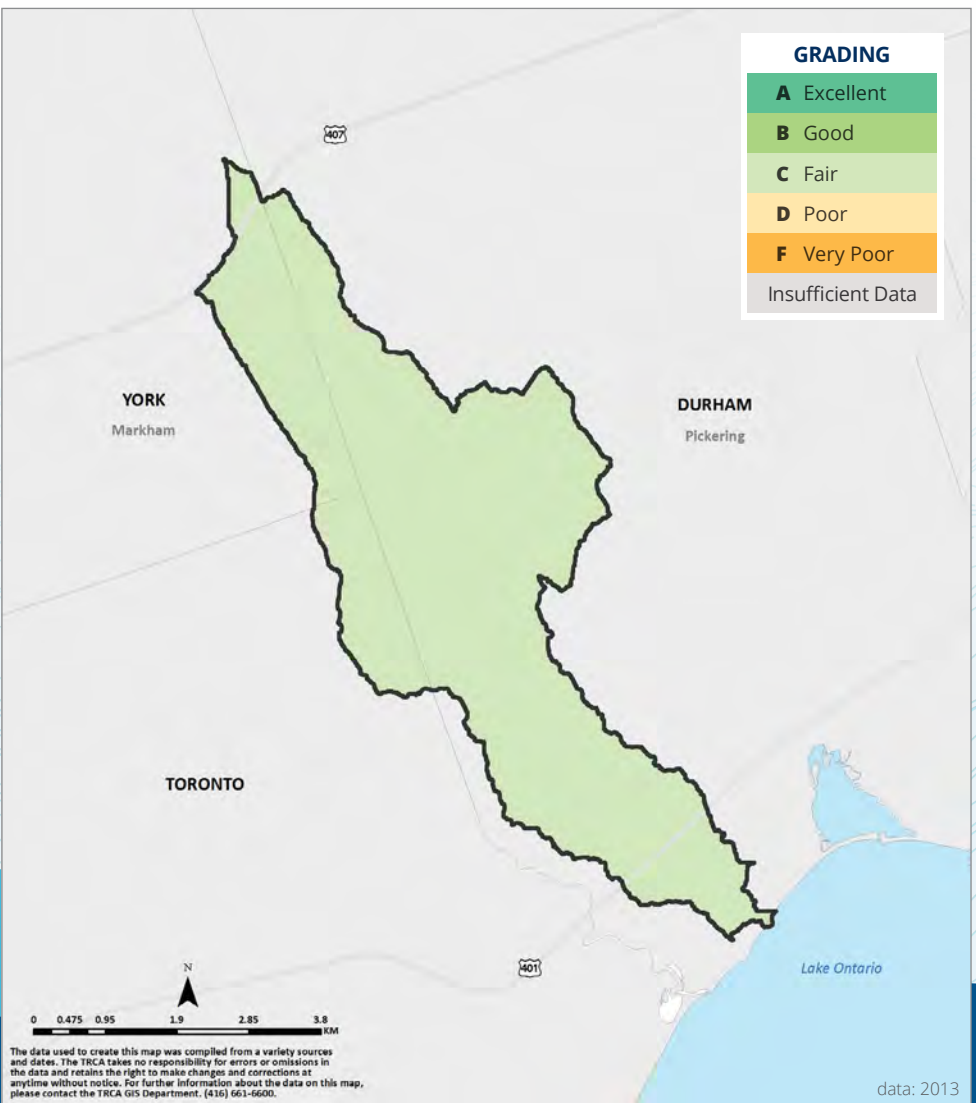 GRADING
A Excellent
B Good
C Fair
D Poor
F Very Poor
Insufficient Data
407
YORK
Markham
DURHAM
Pickering
TORONTO
401
Lake Ontario
N
0 0.475 0.95 1.9 2.85 3.8
KM
The data used to create this map was compiled from a variety sources
and dates. The TRCA takes no responsibility for errors or omissions in
the data and retains the right to make changes and corrections at
anytime without notice. For further information about the data on this map,
please contact the TRCA GIS Department. (416) 661-6600.
data: 2013